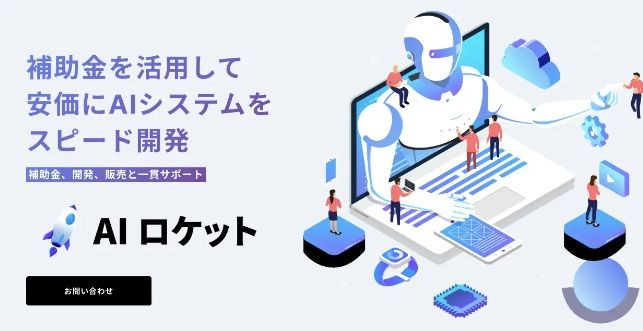 補助金を活用して
安価にAIシステムを
スピード開発
補助金、開発、販売と一貫サポート
AI ロケット
お問い合わせ